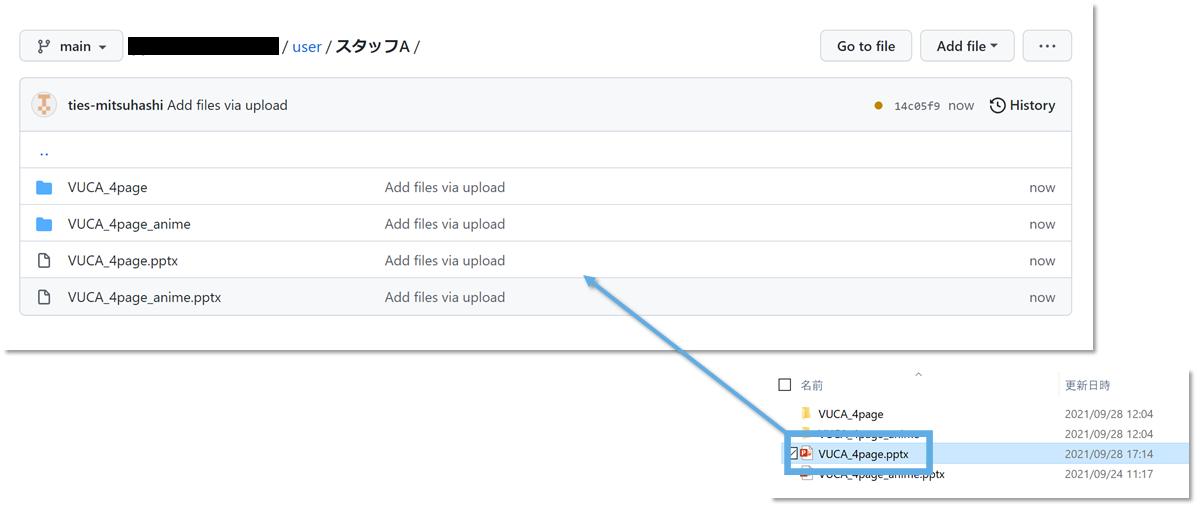 main / user / スタッフA /
Go to file Add file ...
ties-mitsuhashi Add files via upload 14c05f9 now History
..
VUCA_4page Add files via upload now
VUCA_4page_anime Add files via upload now
VUCA_4page.pptx Add files via upload now
VUCA_4page_anime.pptx Add files via upload now
名前 更新日時
VUCA_4page 2021/09/28 12:04
VUCA_4page_anime 2021/09/28 12:04
VUCA_4page.pptx 2021/09/28 17:14
VUCA_4page_anime.pptx 2021/09/24 11:17